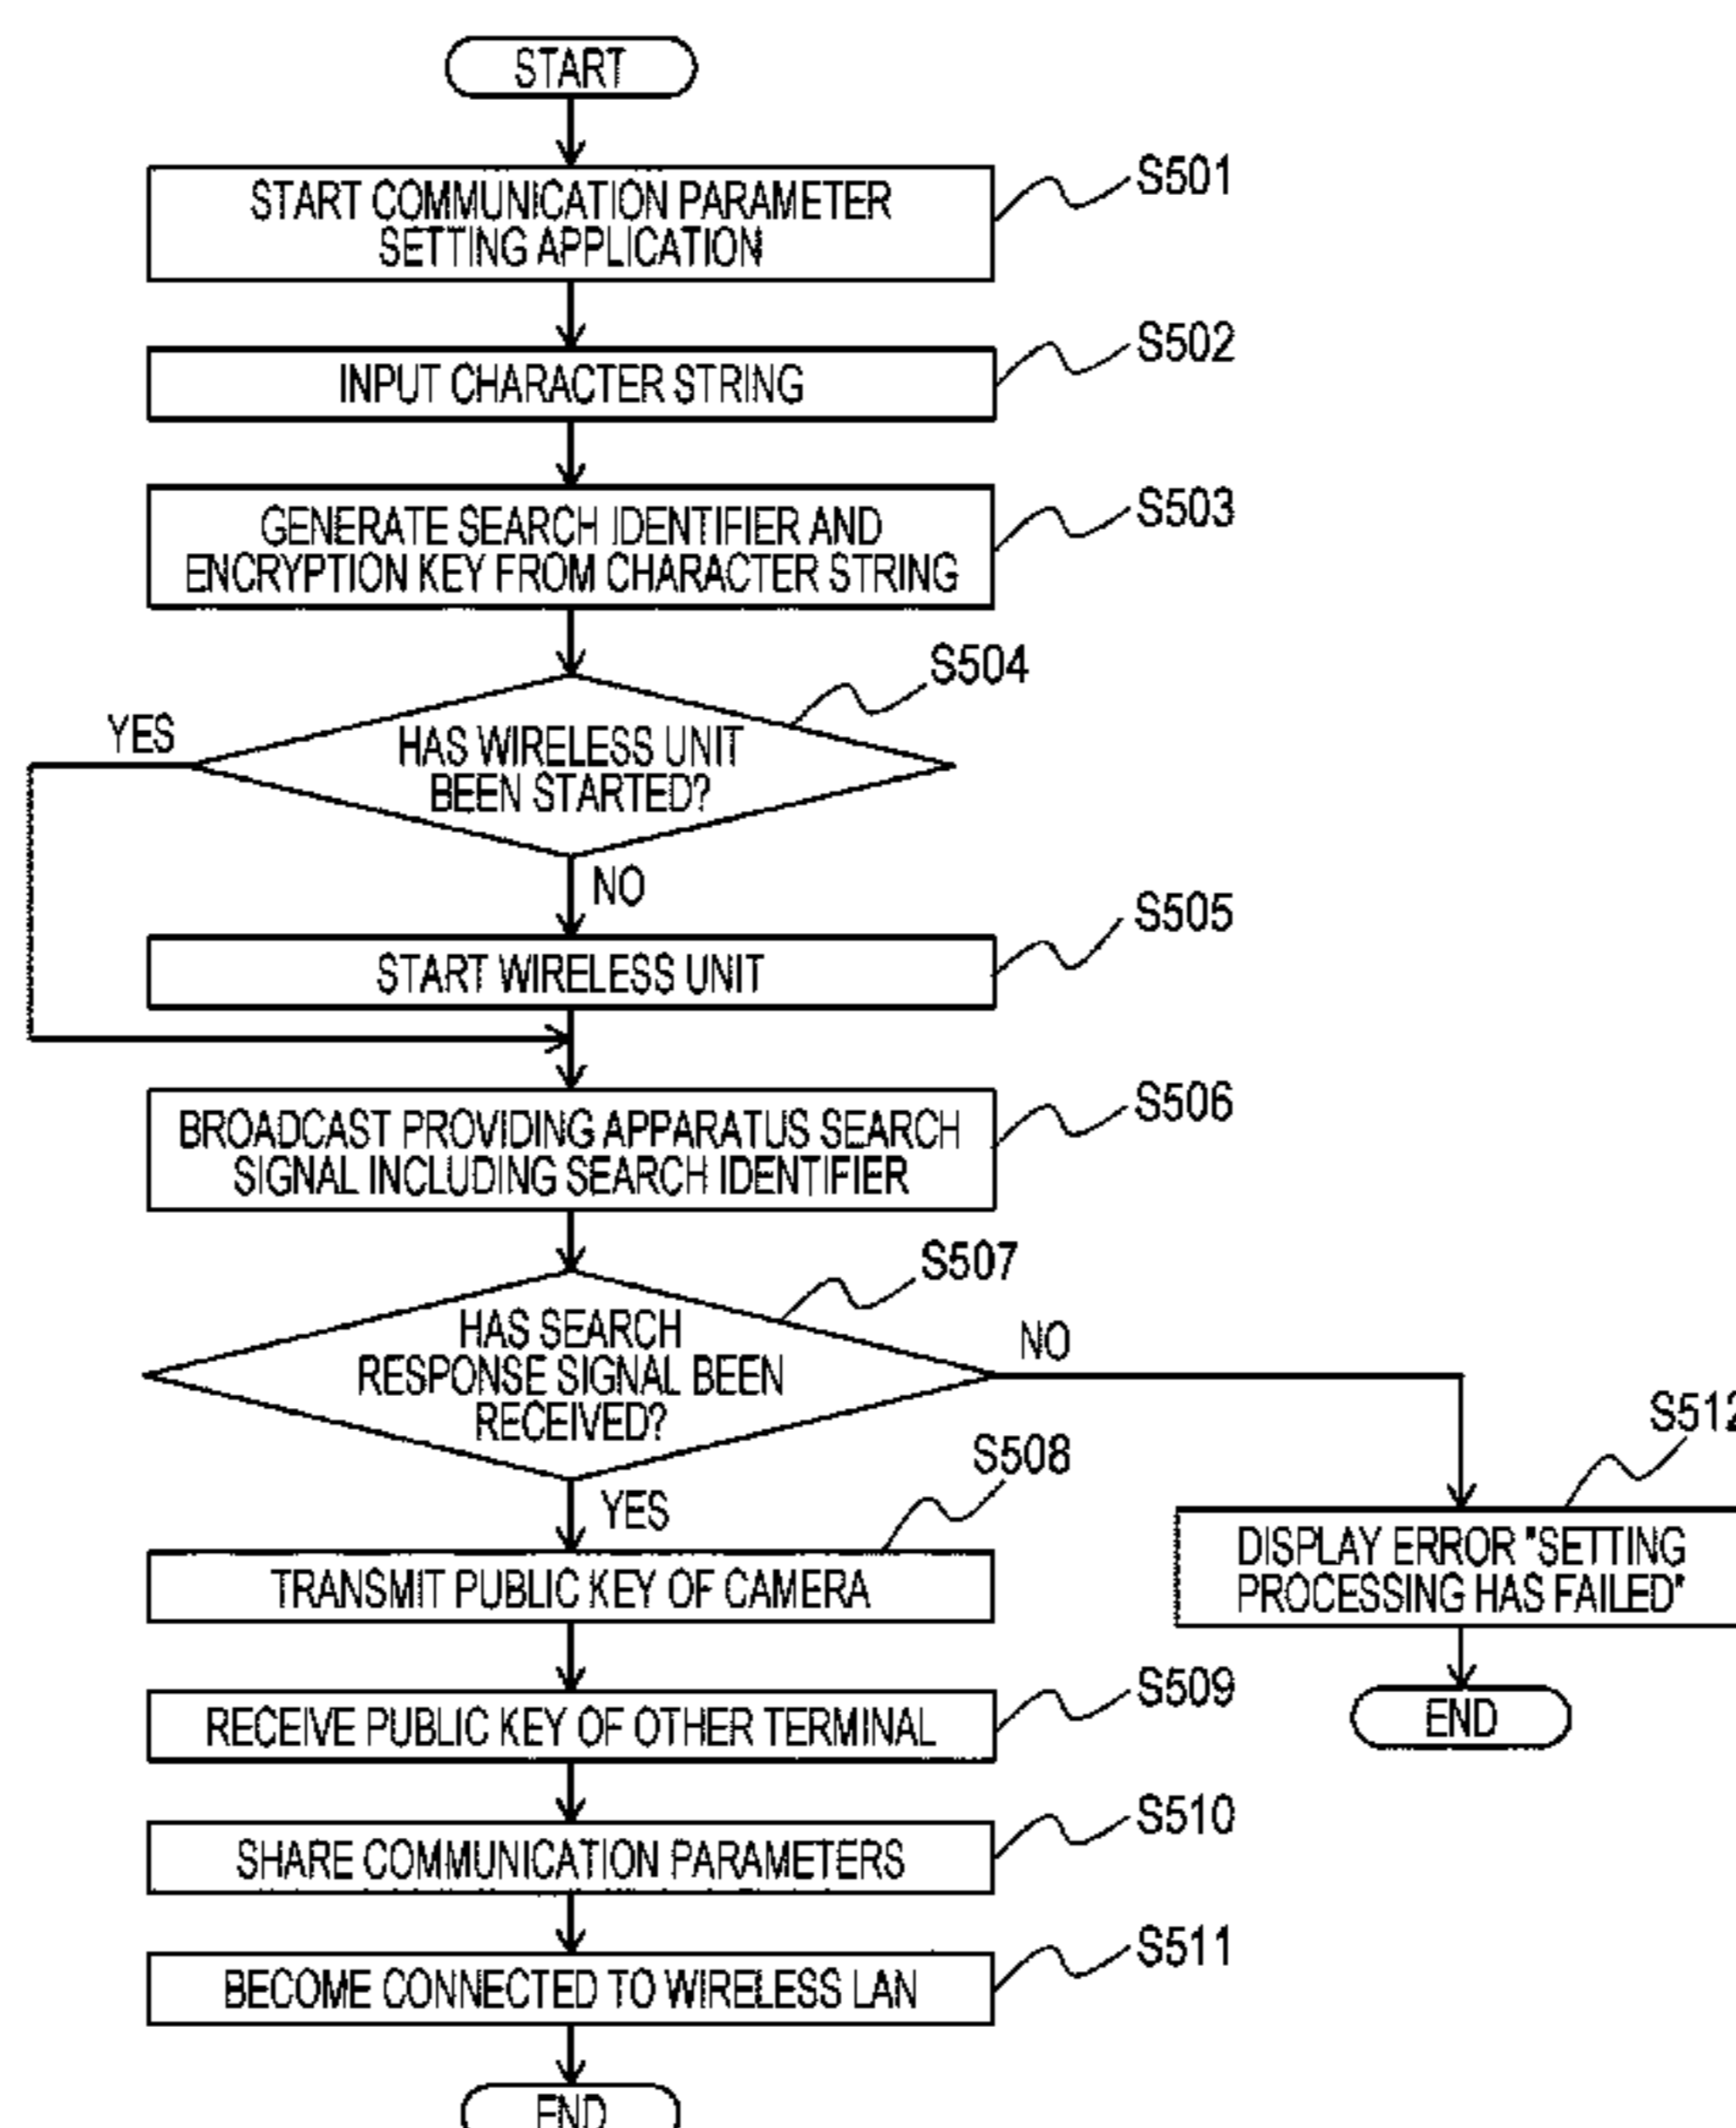 START
START COMMUNICATION PARAMETER
SETTING APPLICATION
S501
INPUT CHARACTER STRING
S502
GENERATE SEARCH IDENTIFIER AND
ENCRYPTION KEY FROM CHARACTER STRING
S503
S504
YES
HAS WIRELESS UNIT
BEEN STARTED?
NO
START WIRELESS UNIT
S505
BROADCAST PROVIDING APPARATUS SEARCH
SIGNAL INCLUDING SEARCH IDENTIFIER
S506
S507
HAS SEARCH
RESPONSE SIGNAL BEEN
RECEIVED?
NO
YES
S508
TRANSMIT PUBLIC KEY OF CAMERA
S512
DISPLAY ERROR "SETTING
PROCESSING HAS FAILED"
END
RECEIVE PUBLIC KEY OF OTHER TERMINAL
S509
SHARE COMMUNICATION PARAMETERS
S510
BECOME CONNECTED TO WIRELESS LAN
S511
END